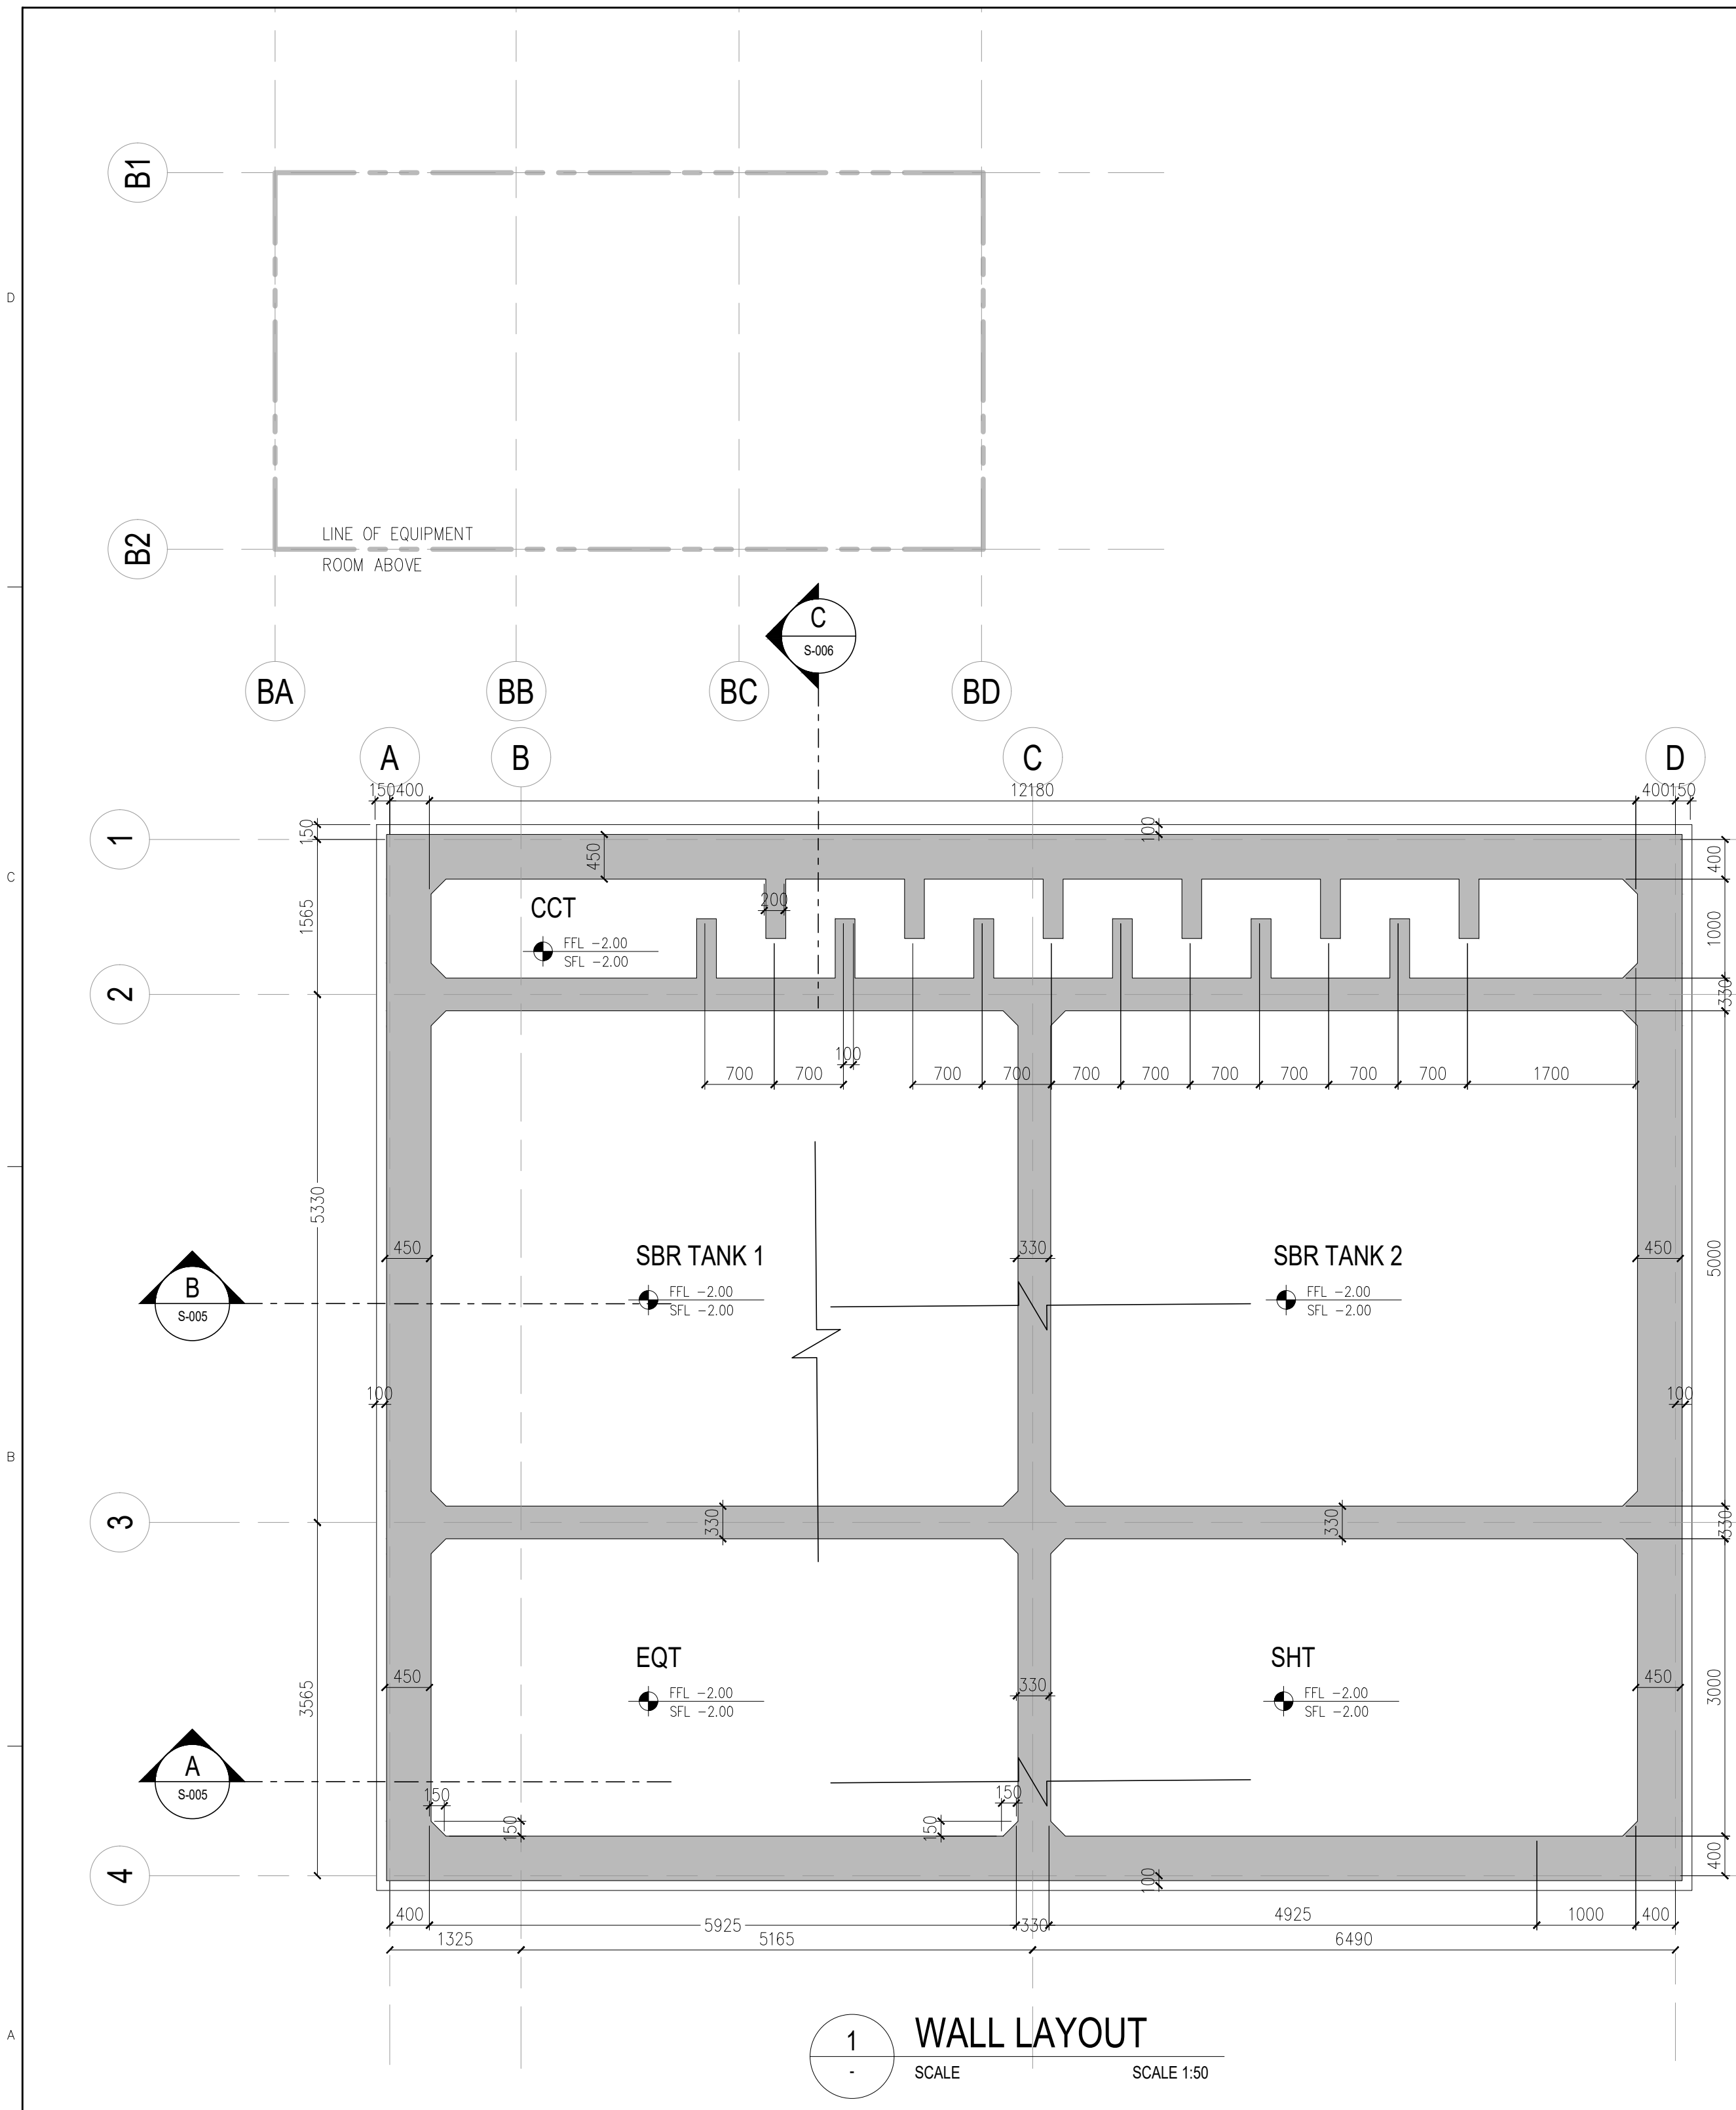 B1
D
LINE OF EQUIPMENT
B2
ROOM ABOVE
C
S-006
BA
BB
BC
BD
A
B
C
D
150
400
12180
400
150
1
150
100
450
400
C
1565
CCT
200
1000
FFL -2.00
SFL -2.00
2
330
100
700
700
700
700
700
700
700
700
700
700
1700
5330
450
SBR TANK 1
330
SBR TANK 2
450
5000
B
S-005
FFL -2.00
SFL -2.00
FFL -2.00
SFL -2.00
100
100
B
3
330
330
330
EQT
SHT
450
330
450
3565
FFL -2.00
SFL -2.00
FFL -2.00
SFL -2.00
3000
A
S-005
150
150
150
150
4
100
400
400
5925
330
4925
1000
400
1325
5165
6490
A
1
-
WALL LAYOUT
SCALE
SCALE 1:50